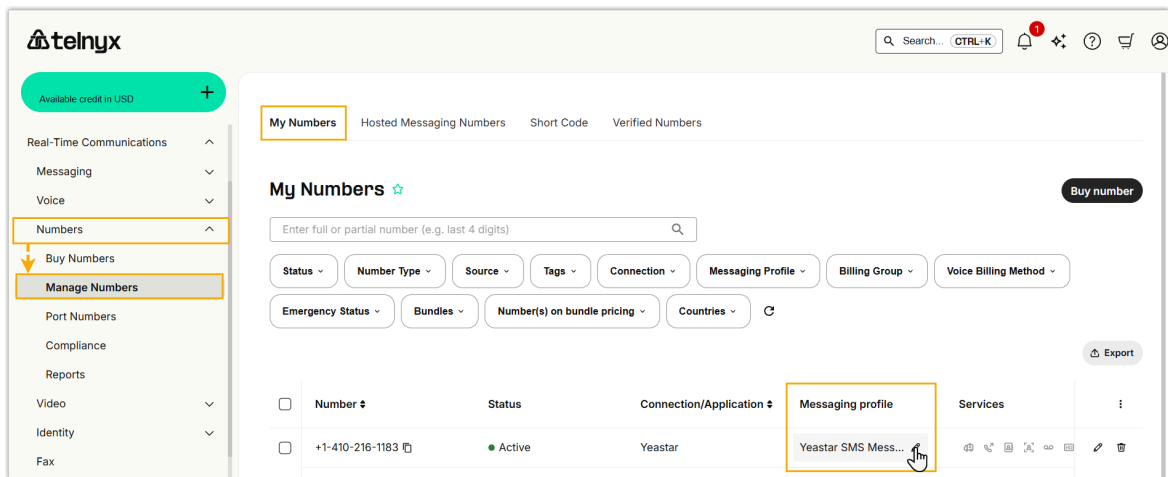 telnyx
Search... CTRL+K
1
Available credit in USD
+
Real-Time Communications
Messaging
Voice
Numbers
Buy Numbers
Manage Numbers
Port Numbers
Compliance
Reports
Video
Identity
Fax
My Numbers Hosted Messaging Numbers Short Code Verified Numbers
My Numbers
Buy number
Enter full or partial number (e.g. last 4 digits)
Status Number Type Source Tags Connection Messaging Profile Billing Group Voice Billing Method
Emergency Status Bundles Number(s) on bundle pricing Countries
Export
Number Status Connection/Application Messaging profile Services
+1-410-216-1183 Active Yeastar Yeastar SMS Mess... HD